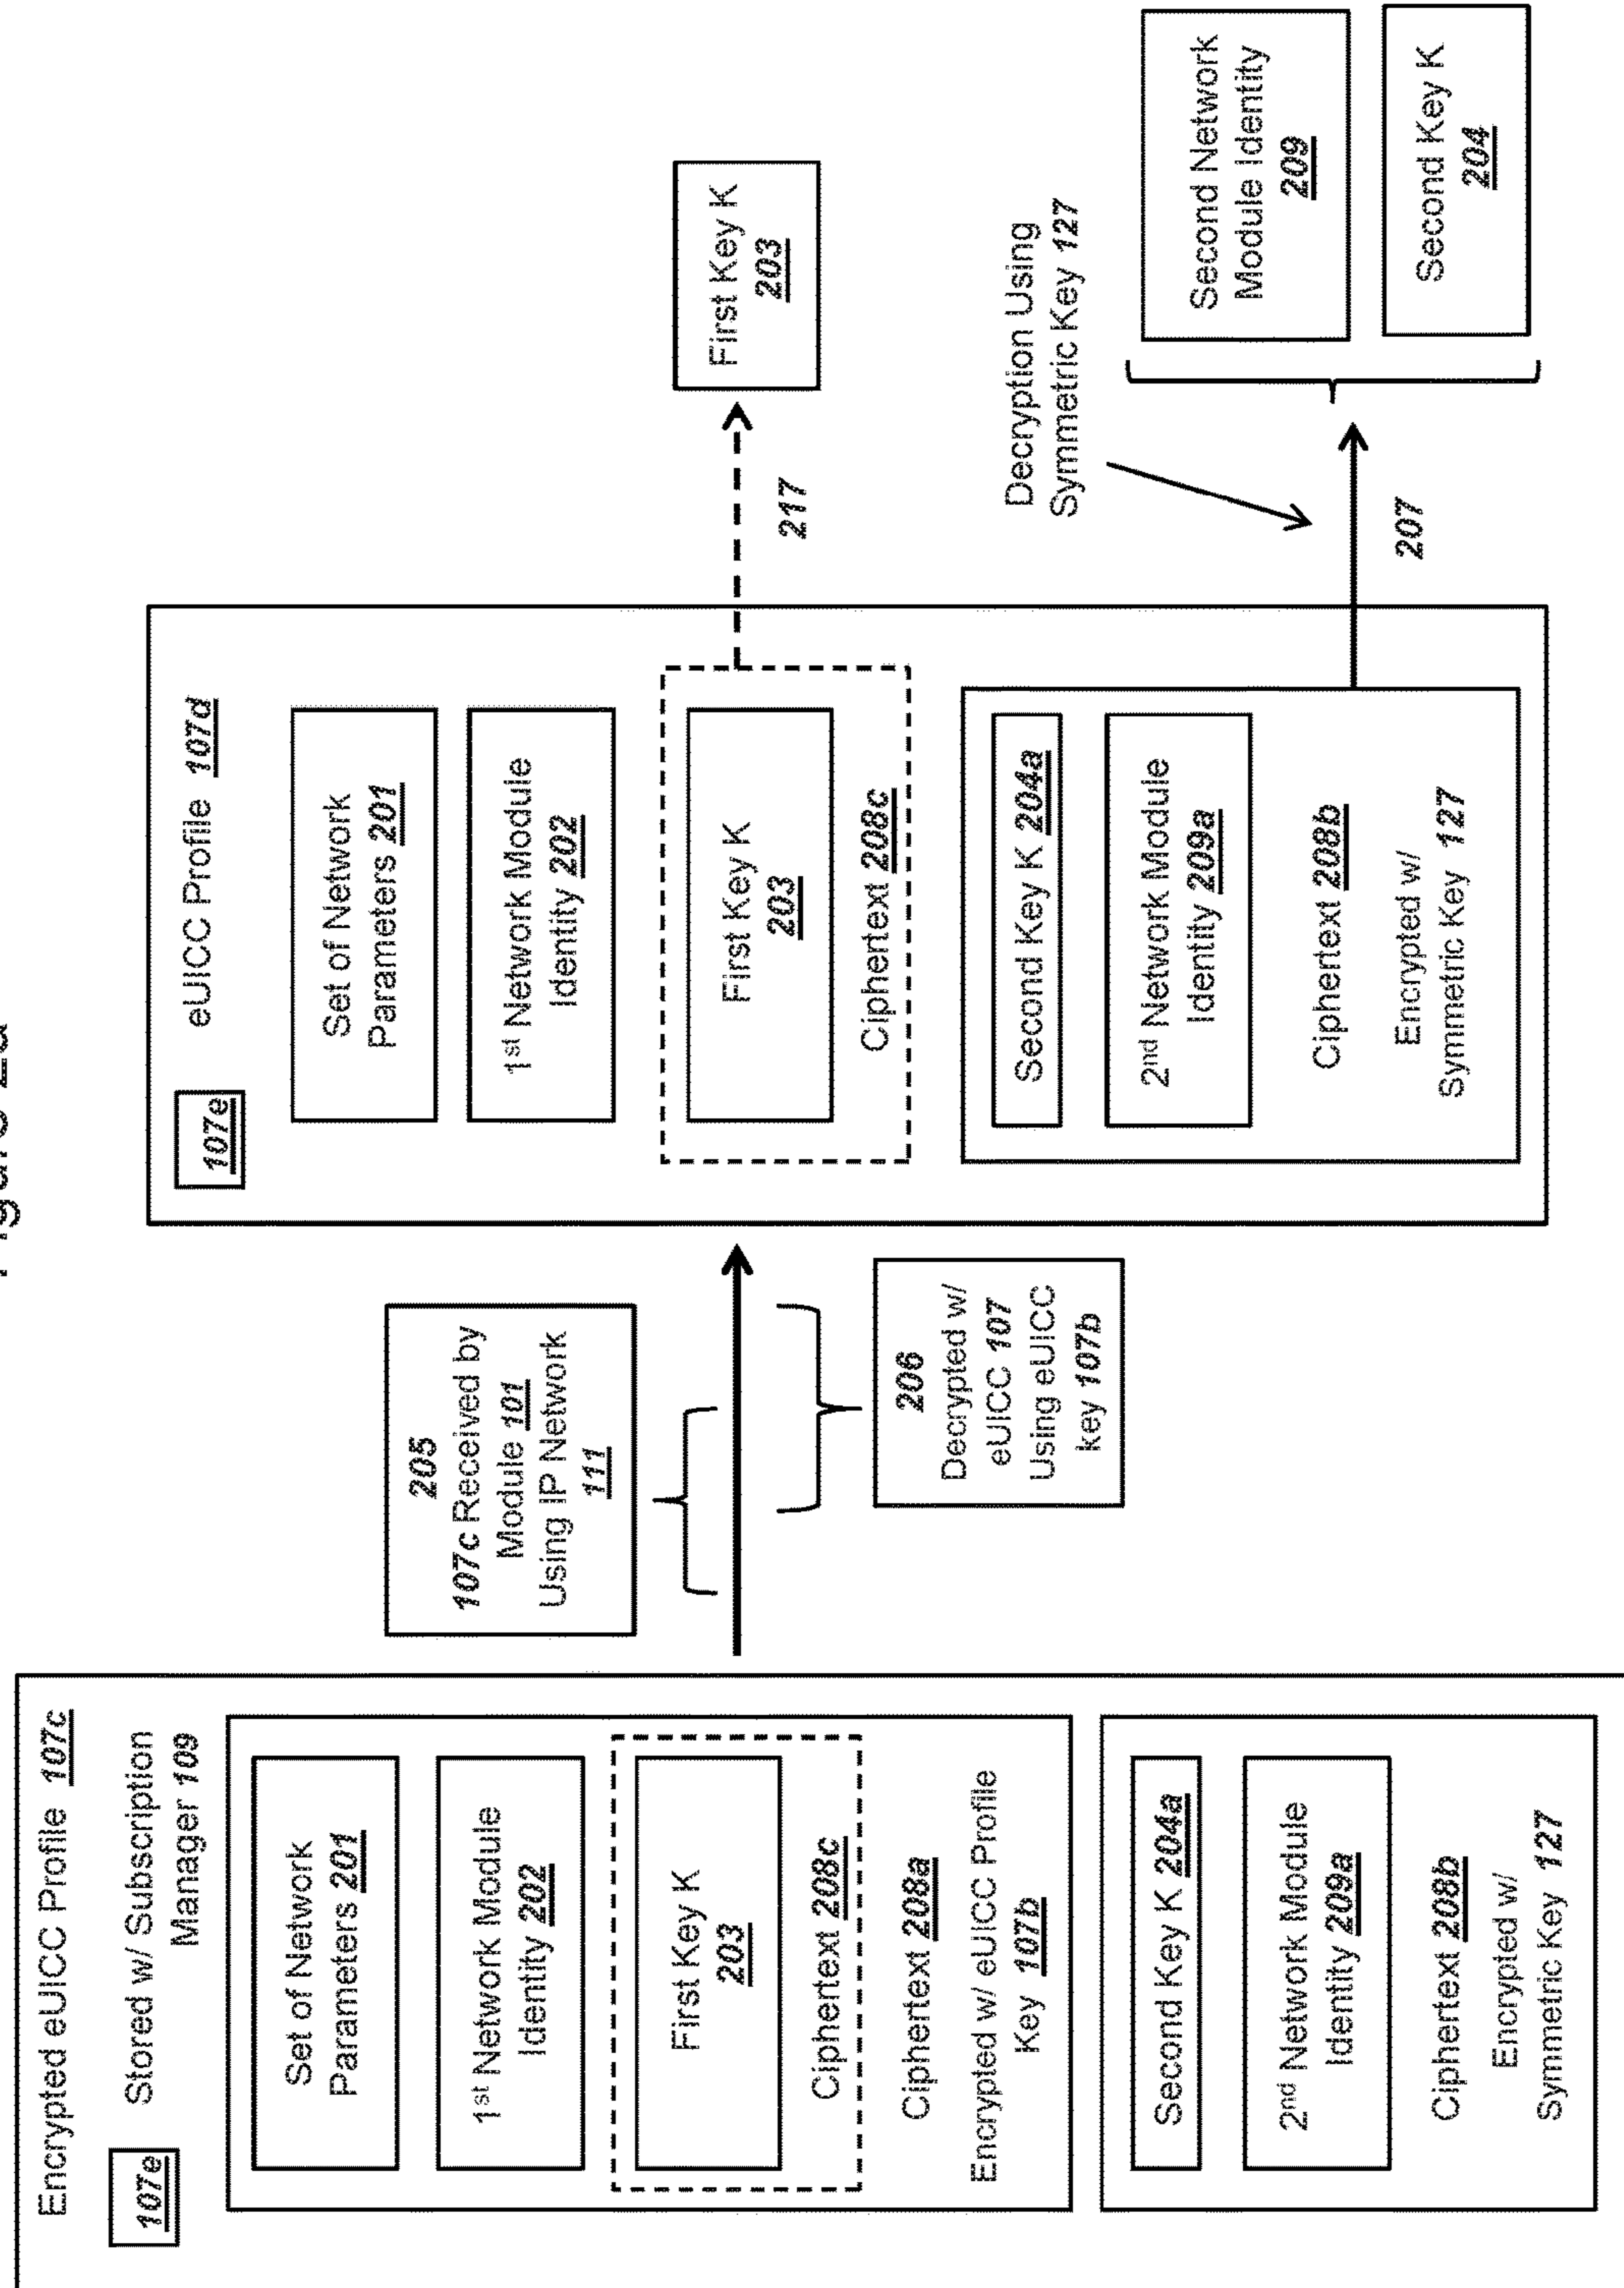 Encrypted eUICC Profile 107c
107e
Stored w/ Subscription
Manager 109
Set of Network
Parameters 201
1st Network Module
Identity 202
First Key K
203
Ciphertext 208c
Ciphertext 208a
Encrypted w/ eUICC Profile
Key 107b
Second Key K 204a
2nd Network Module
Identity 209a
Ciphertext 208b
Encrypted w/
Symmetric Key 127
205
107c Received by
Module 101
Using IP Network
111
206
Decrypted w/
eUICC 107
Using eUICC
key 107b
107e
eUICC Profile 107d
Set of Network
Parameters 201
1st Network Module
Identity 202
First Key K
203
Ciphertext 208c
Second Key K 204a
2nd Network Module
Identity 209a
Ciphertext 208b
Encrypted w/
Symmetric Key 127
217
First Key K
203
Decryption Using
Symmetric Key 127
207
Second Network
Module Identity
209
Second Key K
204